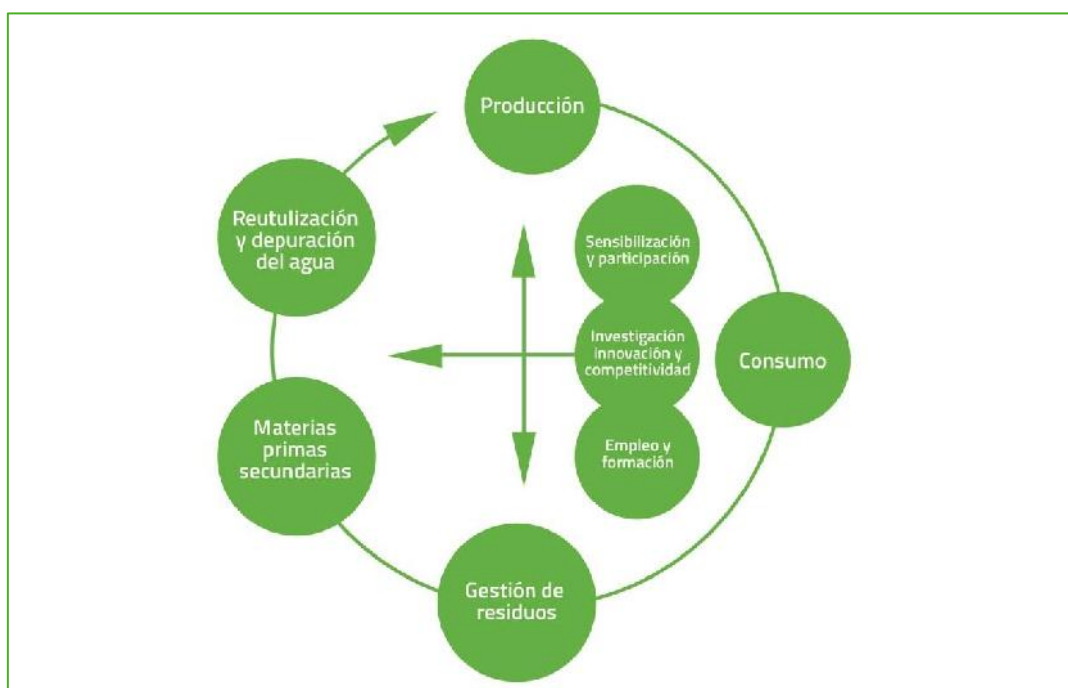 Producción
Reutulización
y depuración
del agua
Sensibilización
y participación
Investigación
innovación y
competitividad
Consumo
Materias
primas
secundarias
Empleo y
formación
Gestión de
residuos